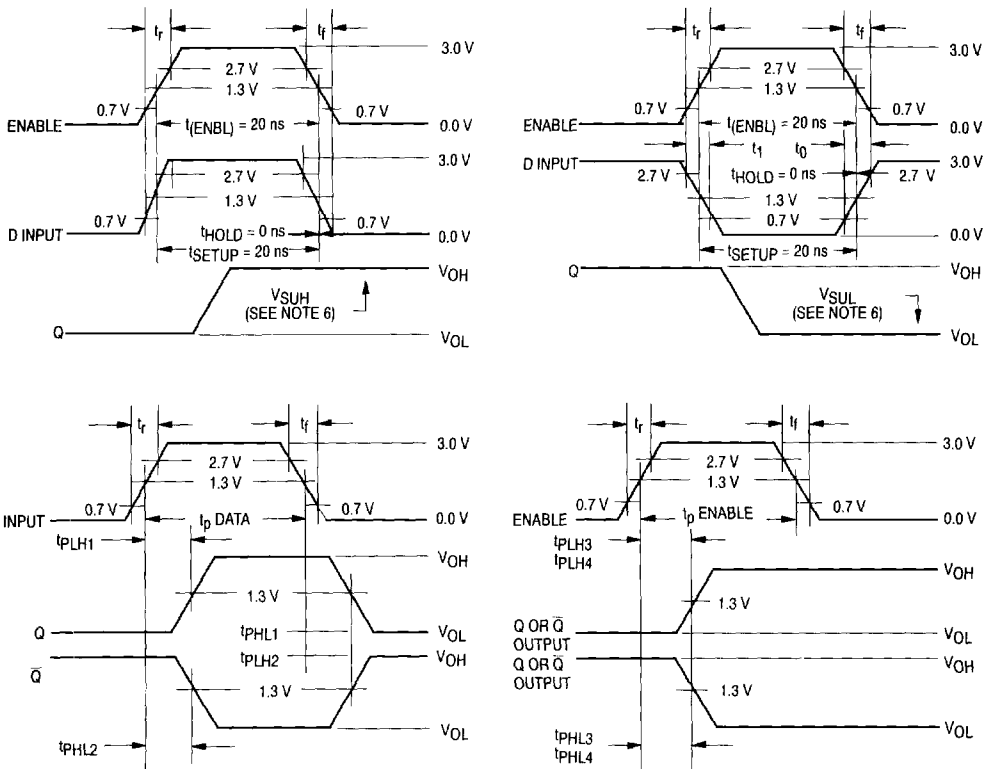 tr
tf
3.0 V
2.7 V
1.3 V
0.7 V
0.7 V
ENABLE
t(ENBL) = 20 ns
0.0 V
3.0 V
2.7 V
1.3 V
0.7 V
0.7 V
D INPUT
tHOLD = 0 ns
0.0 V
tSETUP = 20 ns
VOH
VSUH
(SEE NOTE 6)
Q
VOL
tr
tf
3.0 V
2.7 V
1.3 V
0.7 V
0.7 V
ENABLE
t(ENBL) = 20 ns
0.0 V
t1
t0
D INPUT
3.0 V
2.7 V
tHOLD = 0 ns
2.7 V
1.3 V
0.7 V
0.0 V
tSETUP = 20 ns
Q
VOH
VSUL
(SEE NOTE 6)
VOL
tr
tf
3.0 V
2.7 V
1.3 V
0.7 V
0.7 V
INPUT
tp DATA
0.0 V
tPLH1
VOH
1.3 V
Q
tPHL1
VOL
tPLH2
VOH
Q̅
1.3 V
VOL
tPHL2
tr
tf
3.0 V
2.7 V
1.3 V
0.7 V
0.7 V
ENABLE
tp ENABLE
0.0 V
tPLH3
tPLH4
VOH
1.3 V
Q OR Q̅
OUTPUT
VOL
Q OR Q̅
OUTPUT
VOH
1.3 V
VOL
tPHL3
tPHL4